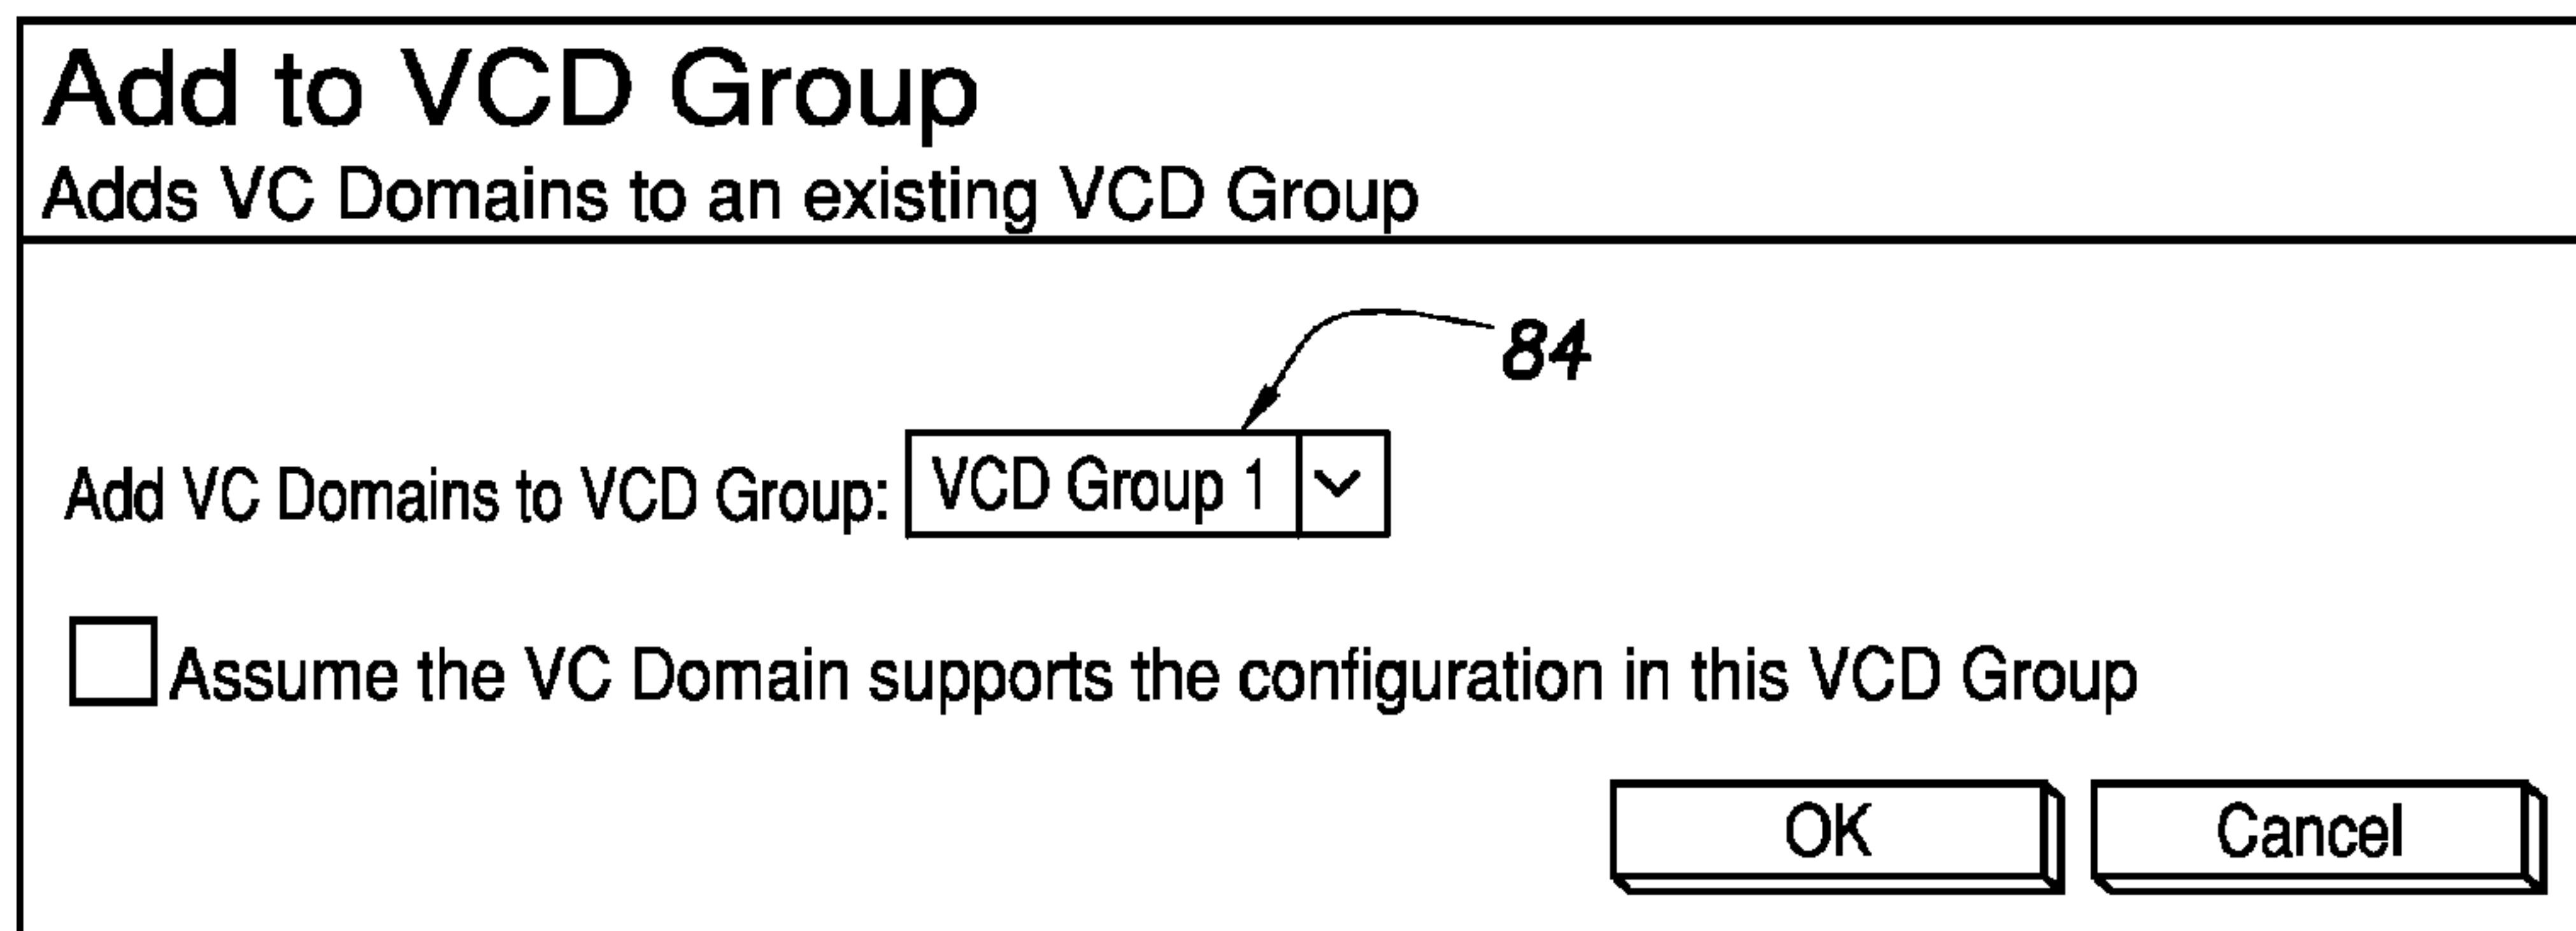 Add to VCD Group
Adds VC Domains to an existing VCD Group
84
Add VC Domains to VCD Group: VCD Group 1
Assume the VC Domain supports the configuration in this VCD Group
OK Cancel